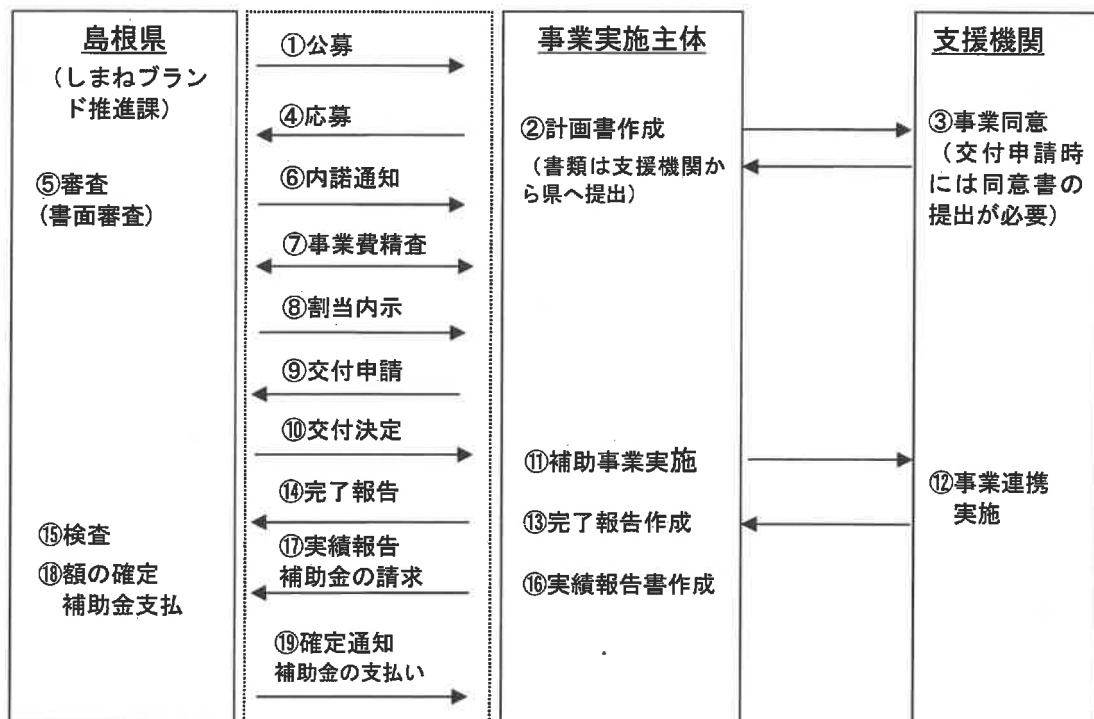 島根県
(しまねブラン
ド推進課)
⑤審査
(書面審査)
⑮検査
⑱額の確定
補助金支払
①公募
④応募
⑥内諾通知
⑦事業費精査
⑧割当内示
⑨交付申請
⑩交付決定
⑭完了報告
⑰実績報告
補助金の請求
⑲確定通知
補助金の支払い
事業実施主体
②計画書作成
(書類は支援機関か
ら県へ提出)
⑪補助事業実施
⑬完了報告作成
⑯実績報告書作成
支援機関
③事業同意
(交付申請時
には同意書の
提出が必要)
⑫事業連携
実施